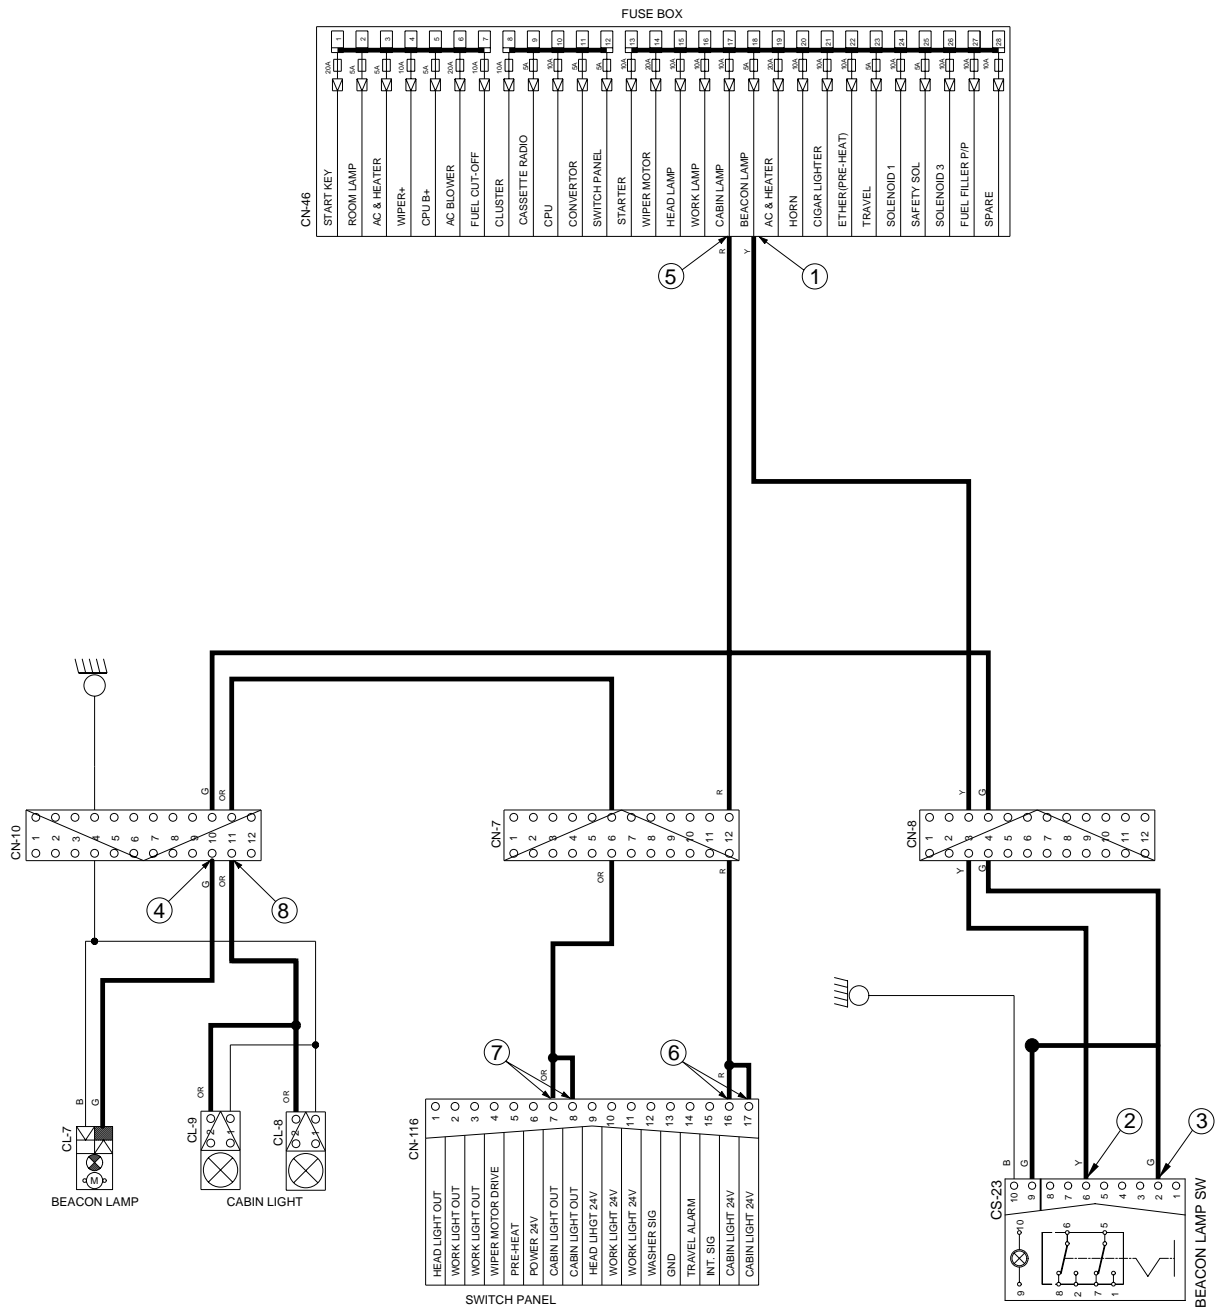 FUSE BOX
1 2 3 4 5 6 7 8 9 10 11 12 13 14 15 16 17 18 19 20 21 22 23 24 25 26 27 28
20A 5A 5A 10A 5A 20A 10A 10A 5A 10A 5A 5A 10A 20A 10A 10A 10A 5A 20A 10A 10A 10A 5A 10A 5A 10A 10A 10A
CN-46
START KEY
ROOM LAMP
AC & HEATER
WIPER+
CPU B+
AC BLOWER
FUEL CUT-OFF
CLUSTER
CASSETTE RADIO
CPU
CONVERTOR
SWITCH PANEL
STARTER
WIPER MOTOR
HEAD LAMP
WORK LAMP
CABIN LAMP
BEACON LAMP
AC & HEATER
HORN
CIGAR LIGHTER
ETHER(PRE-HEAT)
TRAVEL
SOLENOID 1
SAFETY SOL
SOLENOID 3
FUEL FILLER P/P
SPARE
R Y
5 1
G OR R Y G
CN-10
1 2 3 4 5 6 7 8 9 10 11 12
CN-7
1 2 3 4 5 6 7 8 9 10 11 12
CN-8
1 2 3 4 5 6 7 8 9 10 11 12
G OR OR R Y G
4 8
7 6
OR R
B G OR OR
CL-7
CL-9
2 1
CL-8
2 1
M
BEACON LAMP
CABIN LIGHT
CN-116
1 2 3 4 5 6 7 8 9 10 11 12 13 14 15 16 17
HEAD LIGHT OUT
WORK LIGHT OUT
WORK LIGHT OUT
WIPER MOTOR DRIVE
PRE-HEAT
POWER 24V
CABIN LIGHT OUT
CABIN LIGHT OUT
HEAD LIHGT 24V
WORK LIGHT 24V
WORK LIGHT 24V
WASHER SIG
GND
TRAVEL ALARM
INT. SIG
CABIN LIGHT 24V
CABIN LIGHT 24V
SWITCH PANEL
2 3
B G Y G
CS-23
10 9 8 7 6 5 4 3 2 1
10 6 5
9 8 2 7 1
BEACON LAMP SW